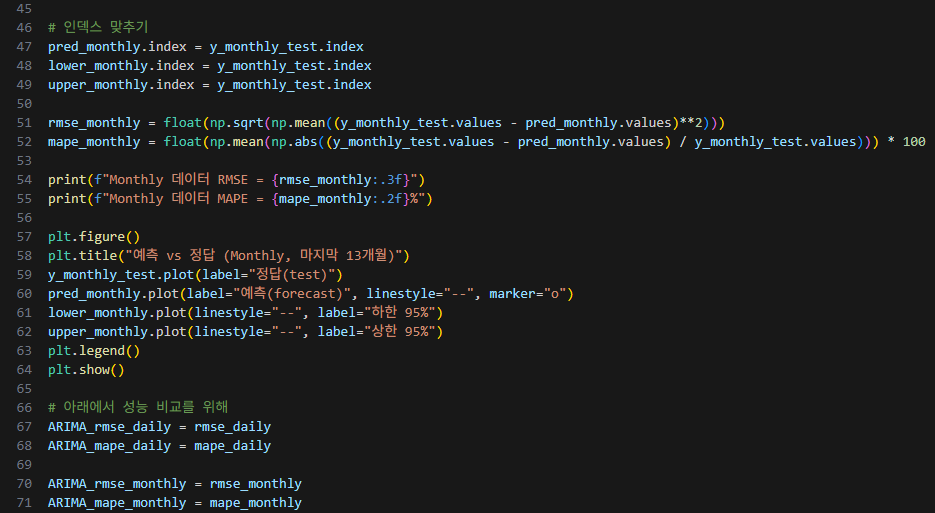 45
46 # 인덱스 맞추기
47 pred_monthly.index = y_monthly_test.index
48 lower_monthly.index = y_monthly_test.index
49 upper_monthly.index = y_monthly_test.index
50
51 rmse_monthly = float(np.sqrt(np.mean((y_monthly_test.values - pred_monthly.values)**2)))
52 mape_monthly = float(np.mean(np.abs((y_monthly_test.values - pred_monthly.values) / y_monthly_test.values))) * 100
53
54 print(f"Monthly 데이터 RMSE = {rmse_monthly:.3f}")
55 print(f"Monthly 데이터 MAPE = {mape_monthly:.2f}%")
56
57 plt.figure()
58 plt.title("예측 vs 정답 (Monthly, 마지막 13개월)")
59 y_monthly_test.plot(label="정답(test)")
60 pred_monthly.plot(label="예측(forecast)", linestyle="--", marker="o")
61 lower_monthly.plot(linestyle="--", label="하한 95%")
62 upper_monthly.plot(linestyle="--", label="상한 95%")
63 plt.legend()
64 plt.show()
65
66 # 아래에서 성능 비교를 위해
67 ARIMA_rmse_daily = rmse_daily
68 ARIMA_mape_daily = mape_daily
69
70 ARIMA_rmse_monthly = rmse_monthly
71 ARIMA_mape_monthly = mape_monthly